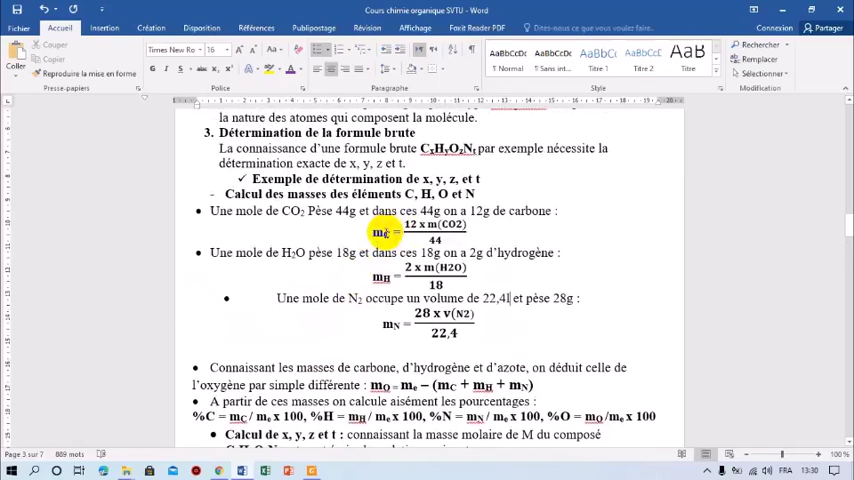 Cours chimie organique SVTU - Word
Fichier Accueil Insertion Création Disposition Références Publipostage Révision Affichage Foxit Reader PDF Dites-nous ce que vous voulez faire Connexion Partager
Couper
Copier
Coller
Reproduire la mise en forme
Times New Ro 16
AaBbCcDc AaBbCcDc AaBbCc AaBbCcE AaB
¶ Normal ¶ Sans int... Titre 1 Titre 2 Titre
Rechercher
Remplacer
Sélectionner
Presse-papiers Police Paragraphe Style Modification
la nature des atomes qui composent la molécule.
3. Détermination de la formule brute
La connaissance d'une formule brute CxHyOzNt par exemple nécessite la
détermination exacte de x, y, z et t.
✓ Exemple de détermination de x, y, z, et t
- Calcul des masses des éléments C, H, O et N
• Une mole de CO2 Pèse 44g et dans ces 44g on a 12g de carbone :
mC = 12 x m(CO2) / 44
• Une mole de H2O pèse 18g et dans ces 18g on a 2g d'hydrogène :
mH = 2 x m(H2O) / 18
• Une mole de N2 occupe un volume de 22,4l et pèse 28g :
mN = 28 x v(N2) / 22,4
• Connaissant les masses de carbone, d'hydrogène et d'azote, on déduit celle de
l'oxygène par simple différente : mO = me – (mC + mH + mN)
• A partir de ces masses on calcule aisément les pourcentages :
%C = mC/ me x 100, %H = mH/ me x 100, %N = mN/ me x 100, %O = mO/me x 100
• Calcul de x, y, z et t : connaissant la masse molaire de M du composé
Page 3 sur 7 889 mots 100 %
FR 13:30